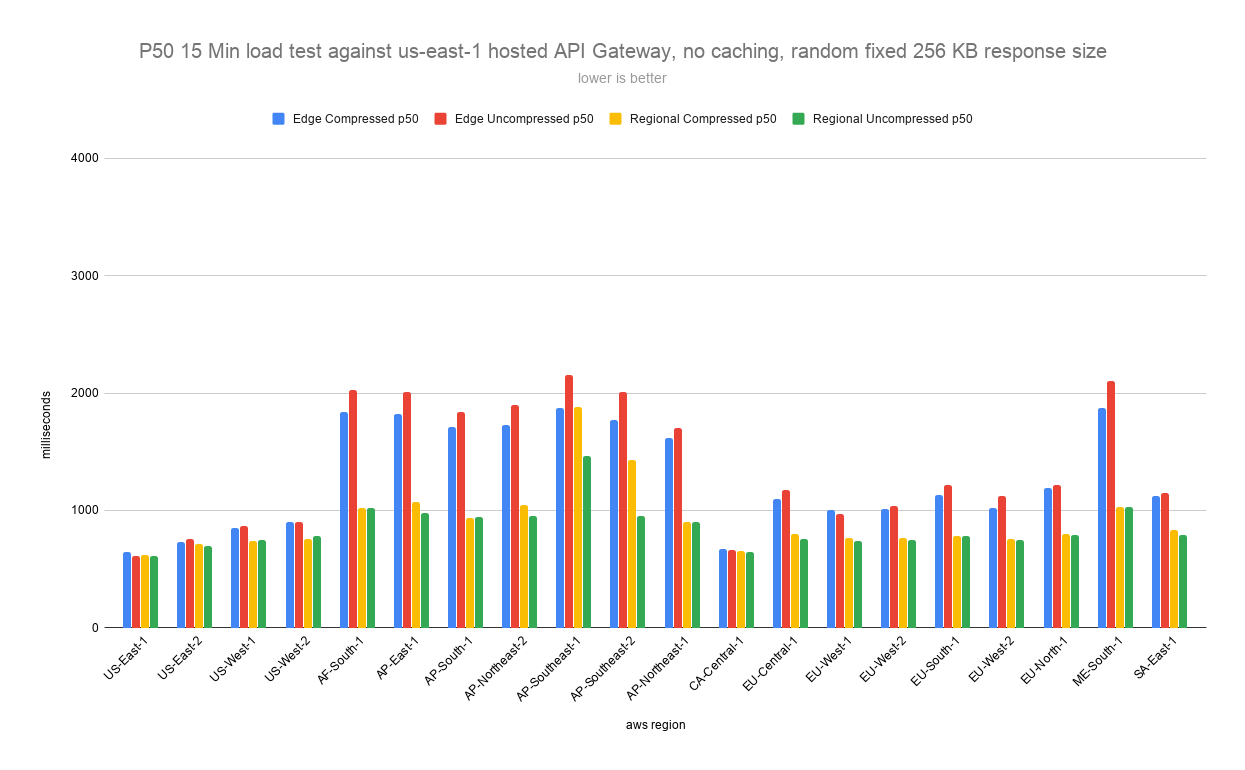 P50 15 Min load test against us-east-1 hosted API Gateway, no caching, random fixed 256 KB response size
lower is better
Edge Compressed p50
Edge Uncompressed p50
Regional Compressed p50
Regional Uncompressed p50
4000
3000
2000
1000
0
milliseconds
US-East-1
US-East-2
US-West-1
US-West-2
AF-South-1
AP-East-1
AP-South-1
AP-Northeast-2
AP-Southeast-1
AP-Southeast-2
AP-Northeast-1
CA-Central-1
EU-Central-1
EU-West-1
EU-West-2
EU-South-1
EU-West-2
EU-North-1
ME-South-1
SA-East-1
aws region